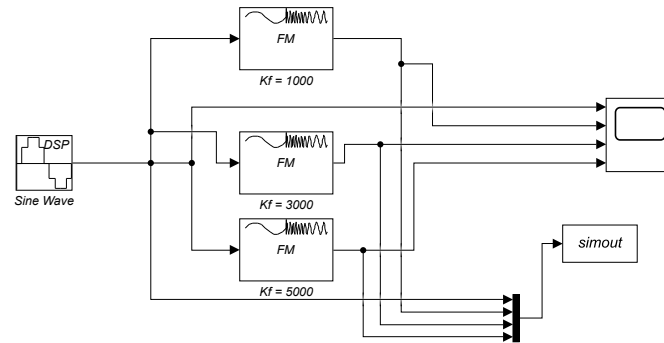 FM
Kf = 1000
DSP
Sine Wave
FM
Kf = 3000
FM
Kf = 5000
simout